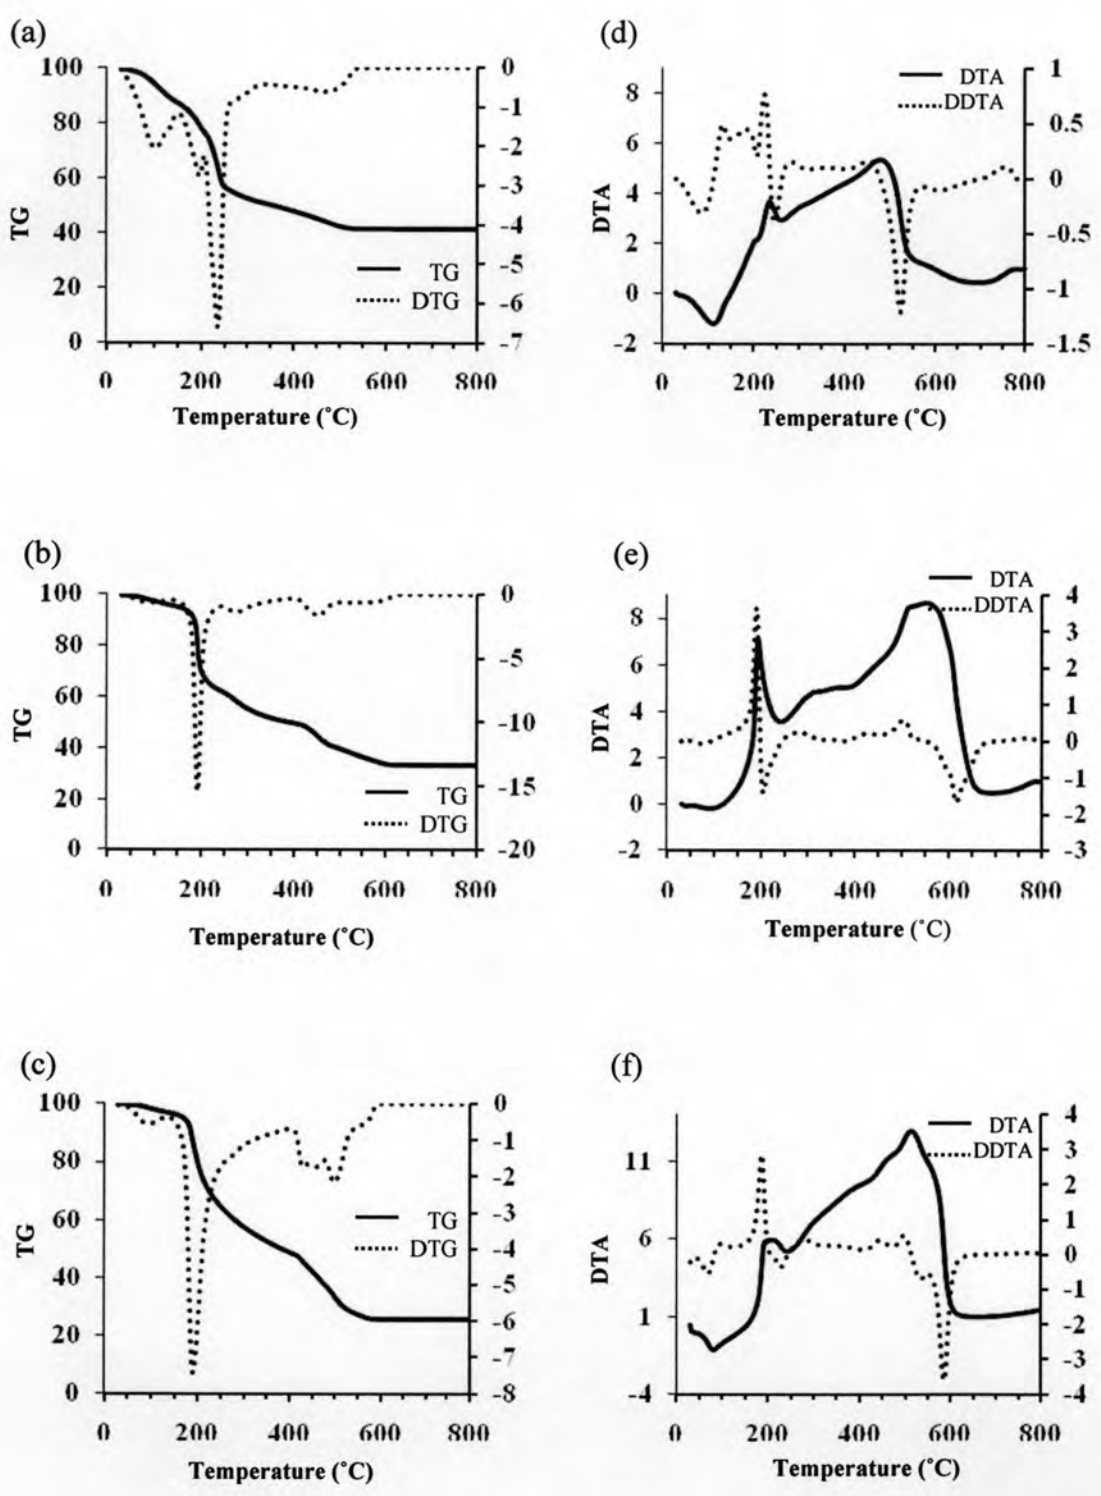 (a)
100
80
60
40
20
0
TG
0
-1
-2
-3
-4
-5
-6
-7
TG
DTG
0 200 400 600 800
Temperature (˚C)
(d)
8
6
4
2
0
-2
DTA
DTA
DDTA
1
0.5
0
-0.5
-1
-1.5
0 200 400 600 800
Temperature (˚C)
(b)
100
80
60
40
20
0
TG
0
-5
-10
-15
-20
TG
DTG
0 200 400 600 800
Temperature (˚C)
(e)
8
6
4
2
0
-2
DTA
DTA
DDTA
4
3
2
1
0
-1
-2
-3
0 200 400 600 800
Temperature (˚C)
(c)
100
80
60
40
20
0
TG
0
-1
-2
-3
-4
-5
-6
-7
-8
TG
DTG
0 200 400 600 800
Temperature (˚C)
(f)
11
6
1
-4
DTA
DTA
DDTA
4
3
2
1
0
-1
-2
-3
-4
0 200 400 600 800
Temperature (˚C)